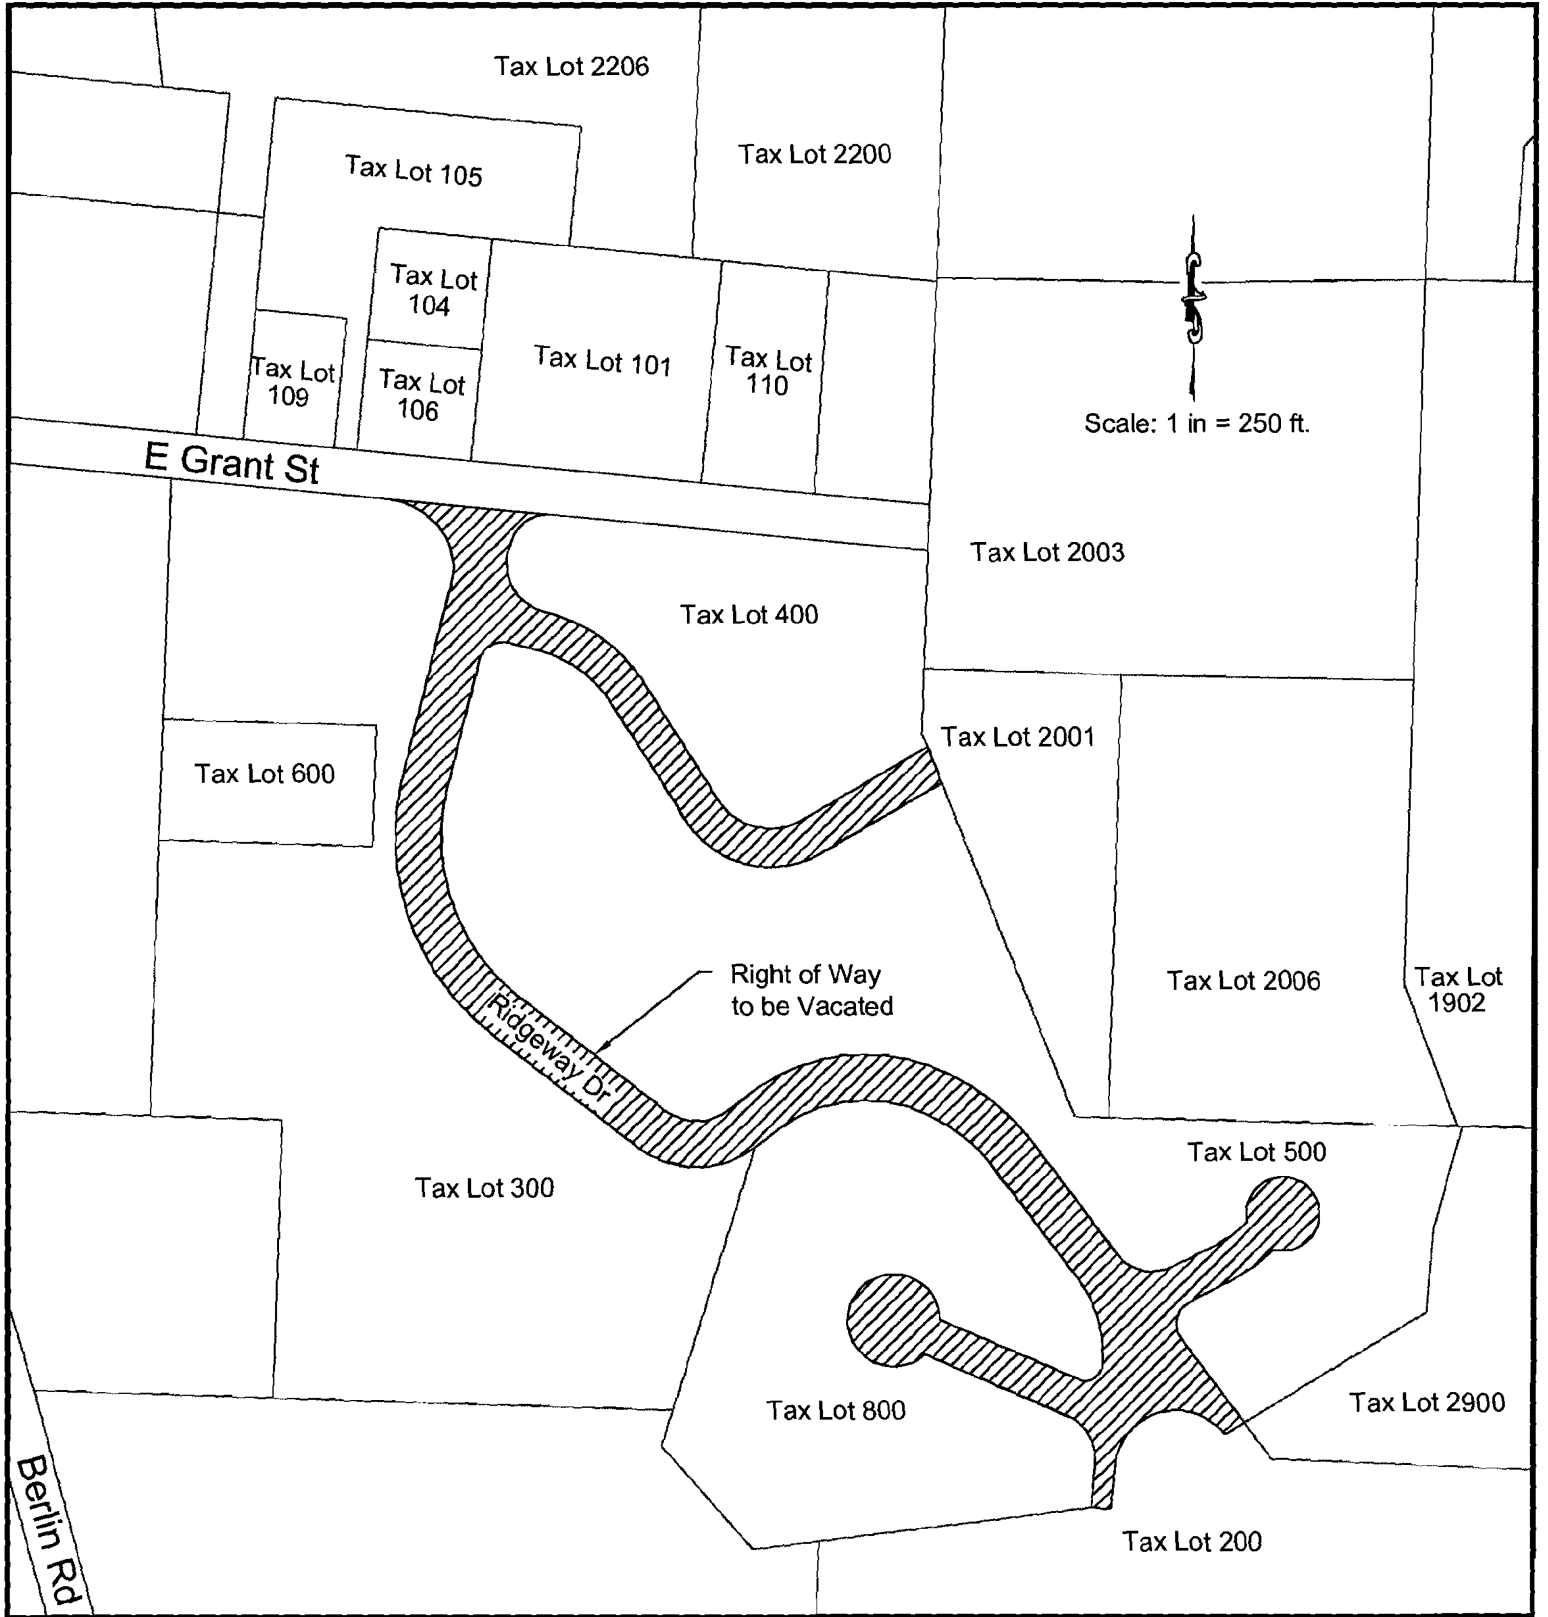 Tax Lot 2206
Tax Lot 2200
Tax Lot 105
Tax Lot
104
Tax Lot 101
Tax Lot
110
Tax Lot
109
Tax Lot
106
Scale: 1 in = 250 ft.
E Grant St
Tax Lot 2003
Tax Lot 400
Tax Lot 2001
Tax Lot 600
Right of Way
to be Vacated
Tax Lot 2006
Tax Lot
1902
Ridgeway Dr
Tax Lot 500
Tax Lot 300
Tax Lot 800
Tax Lot 2900
Berlin Rd
Tax Lot 200